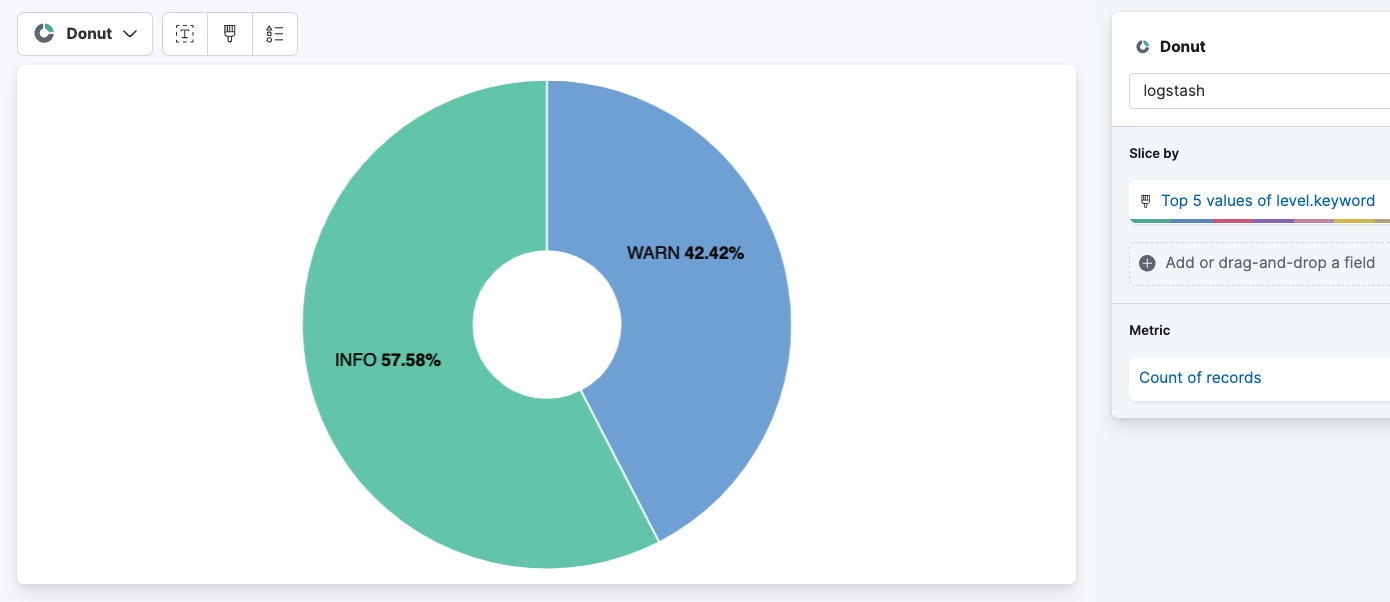 Donut
WARN 42.42%
INFO 57.58%
Donut
logstash
Slice by
Top 5 values of level.keyword
Add or drag-and-drop a field
Metric
Count of records